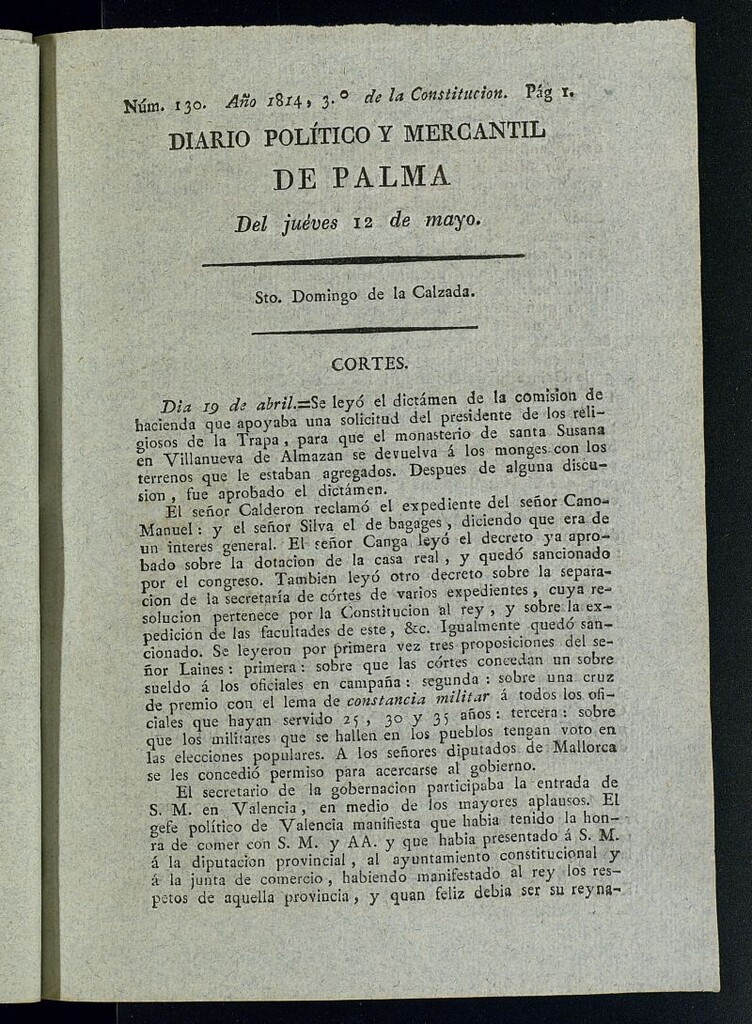 Núm. 130. Año 1814, 3.º de la Constitucion. Pág 1.
DIARIO POLÍTICO Y MERCANTIL
DE PALMA
Del juéves 12 de mayo.
Sto. Domingo de la Calzada.
CORTES.
Dia 19 de abril.=Se leyó el dictámen de la comision de
hacienda que apoyaba una solicitud del presidente de los reli-
giosos de la Trapa, para que el monasterio de santa Susana
en Villanueva de Almazan se devuelva á los monges con los
terrenos que le estaban agregados. Despues de alguna discu-
sion, fue aprobado el dictámen.
El señor Calderon reclamó el expediente del señor Cano-
Manuel: y el señor Silva el de bagages, diciendo que era de
un interes general. El señor Canga leyó el decreto ya apro-
bado sobre la dotacion de la casa real, y quedó sancionado
por el congreso. Tambien leyó otro decreto sobre la separa-
cion de la secretaría de córtes de varios expedientes, cuya re-
solucion pertenece por la Constitucion al rey, y sobre la ex-
pedicion de las facultades de este, &c. Igualmente quedó san-
cionado. Se leyeron por primera vez tres proposiciones del se-
ñor Laines: primera: sobre que las córtes concedan un sobre
sueldo á los oficiales en campaña: segunda: sobre una cruz
de premio con el lema de constancia militar á todos los ofi-
ciales que hayan servido 25, 30 y 35 años: tercera: sobre
que los militares que se hallen en los pueblos tengan voto en
las elecciones populares. A los señores diputados de Mallorca
se les concedió permiso para acercarse al gobierno.
El secretario de la gobernacion participaba la entrada de
S. M. en Valencia, en medio de los mayores aplausos. El
gefe político de Valencia manifiesta que habia tenido la hon-
ra de comer con S. M. y AA. y que habia presentado á S. M.
á la diputacion provincial, al ayuntamiento constitucional y
á la junta de comercio, habiendo manifestado al rey los res-
petos de aquella provincia, y quan feliz debia ser su reyna-